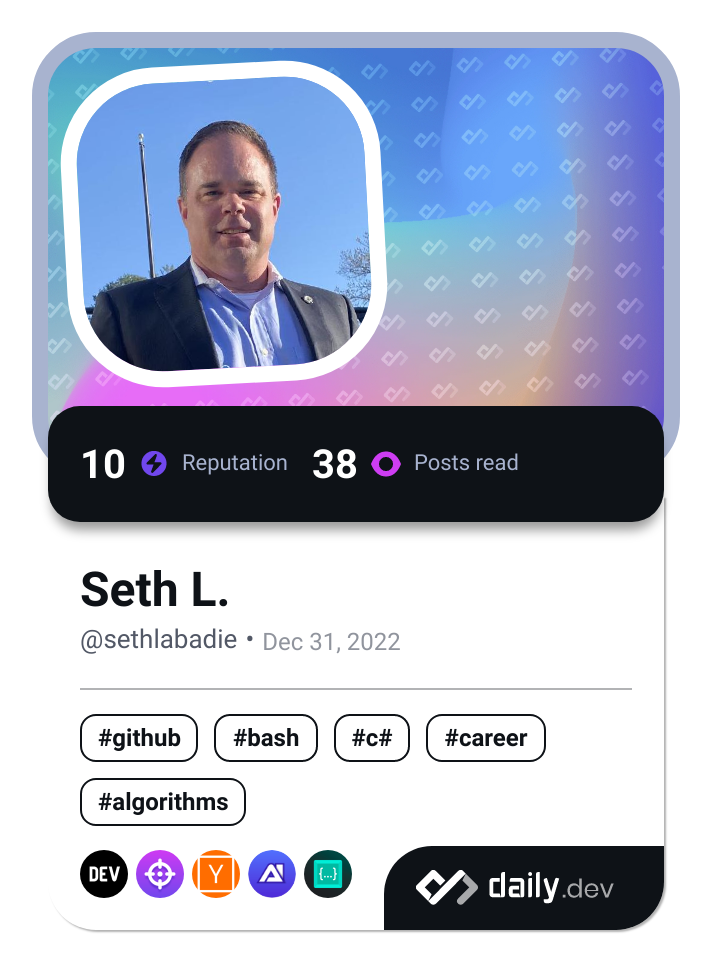 10 Reputation 38 Posts read
Seth L.
@sethlabadie • Dec 31, 2022
#github #bash #c# #career
#algorithms
DEV Y {...} daily.dev